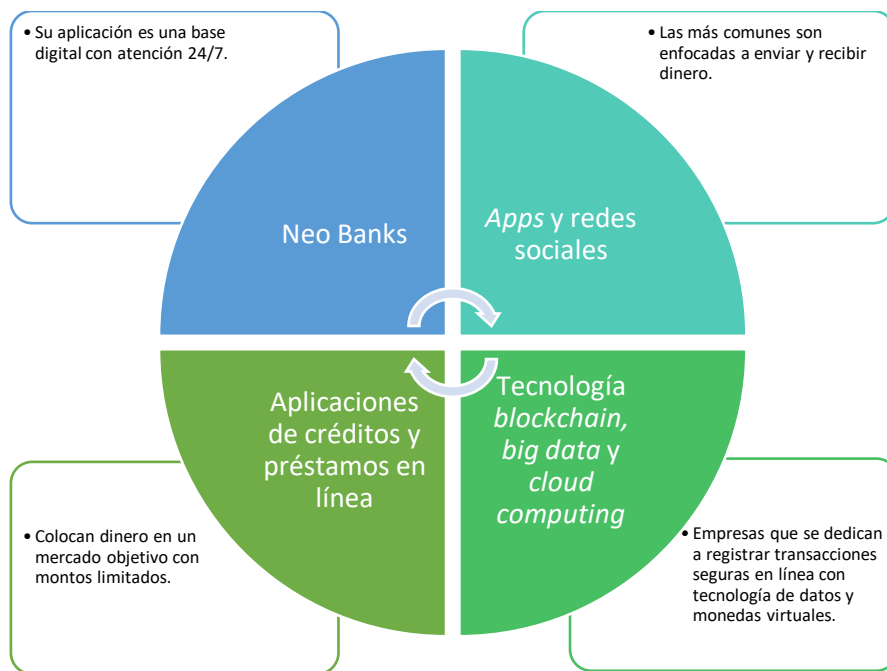 • Su aplicación es una base
digital con atención 24/7.
• Las más comunes son
enfocadas a enviar y recibir
dinero.
Neo Banks
Apps y redes
sociales
Aplicaciones
de créditos y
préstamos en
línea
Tecnología
blockchain,
big data y
cloud
computing
• Colocan dinero en un
mercado objetivo con
montos limitados.
• Empresas que se dedican
a registrar transacciones
seguras en línea con
tecnología de datos y
monedas virtuales.